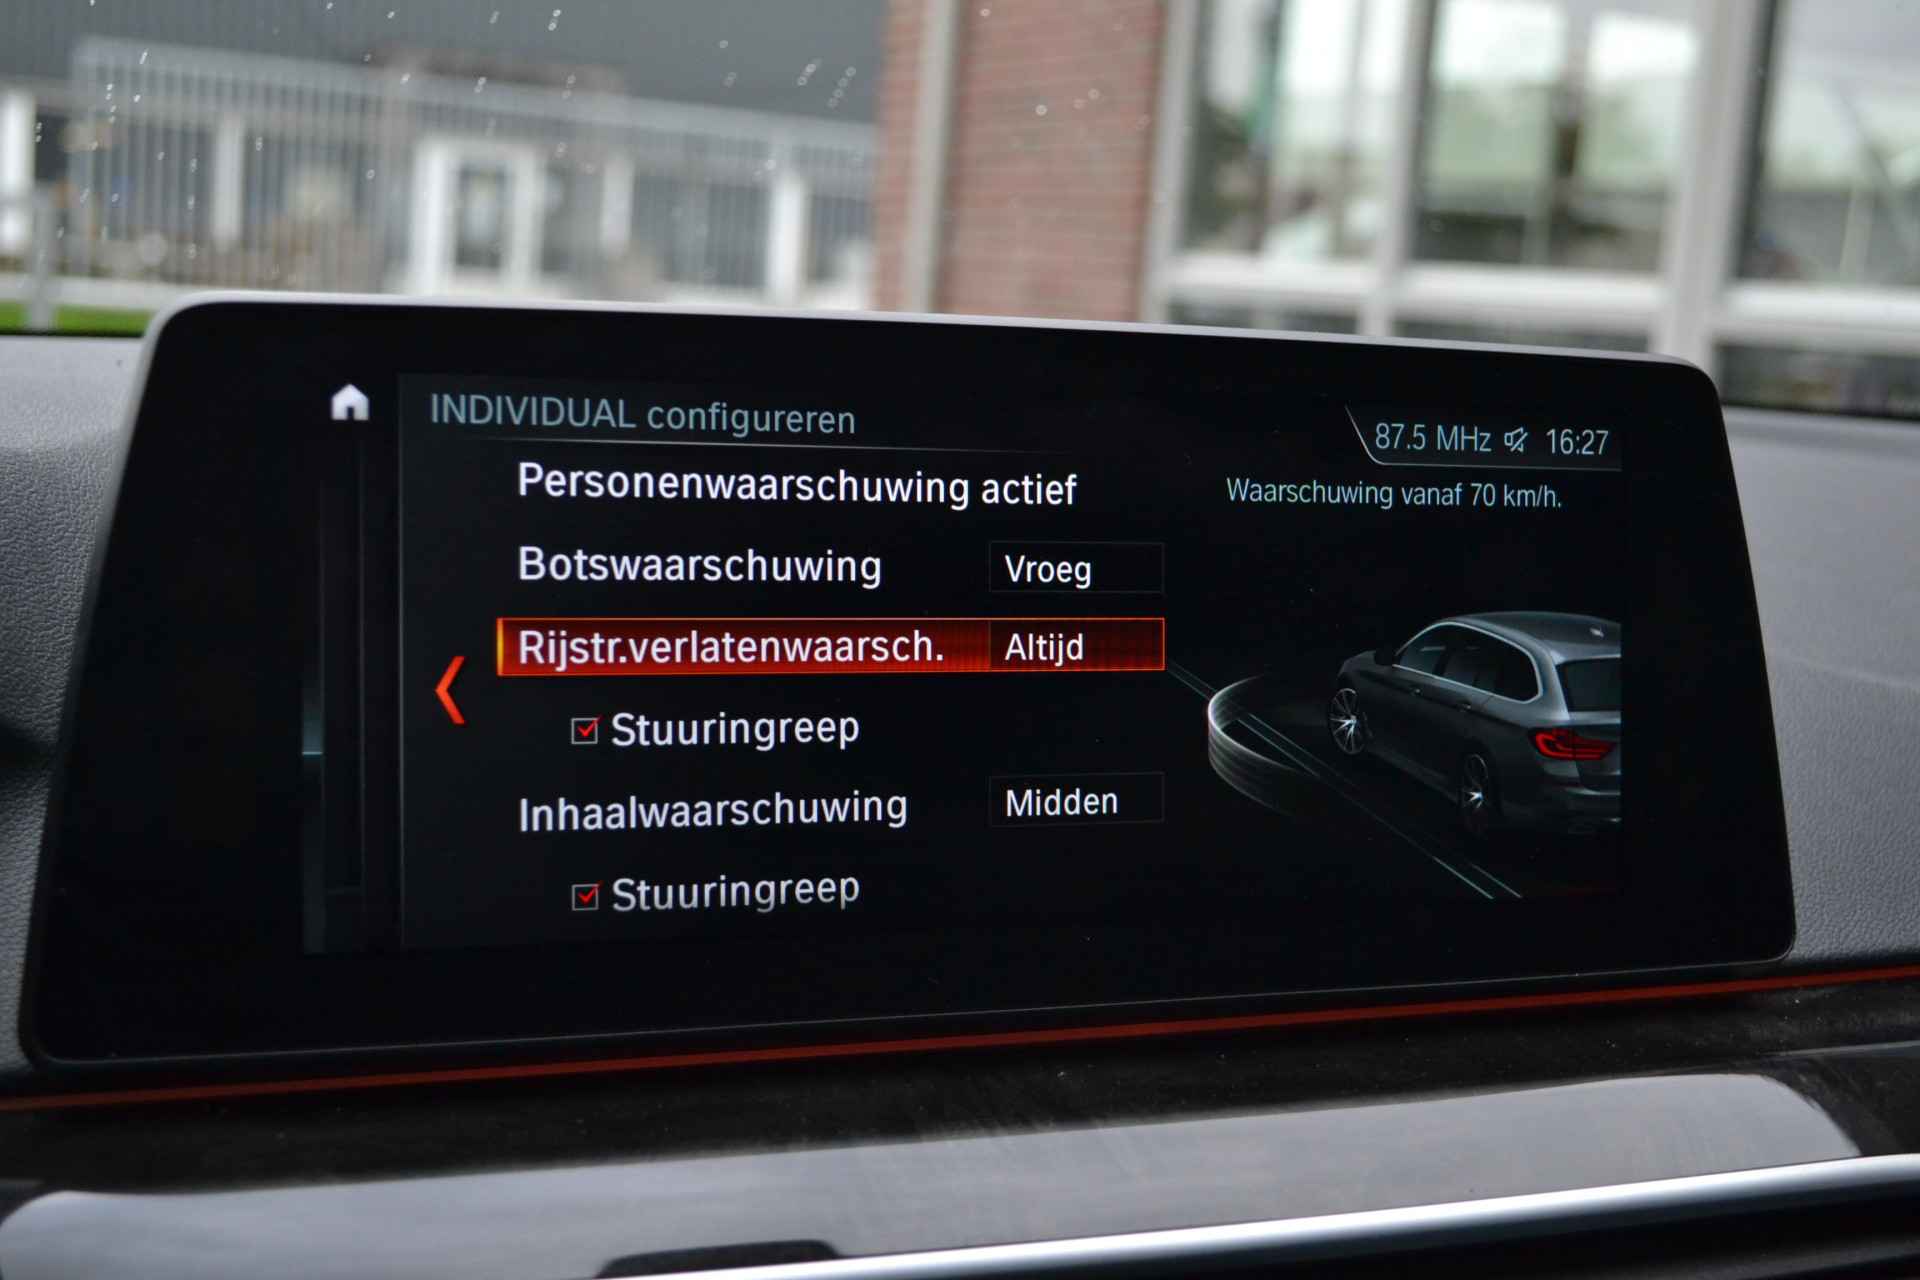 INDIVIDUAL configureren
87.5 MHz 16:27
Personenwaarschuwing actief
Waarschuwing vanaf 70 km/h.
Botswaarschuwing Vroeg
Rijstr.verlatenwaarsch. Altijd
Stuuringreep
Inhaalwaarschuwing Midden
Stuuringreep